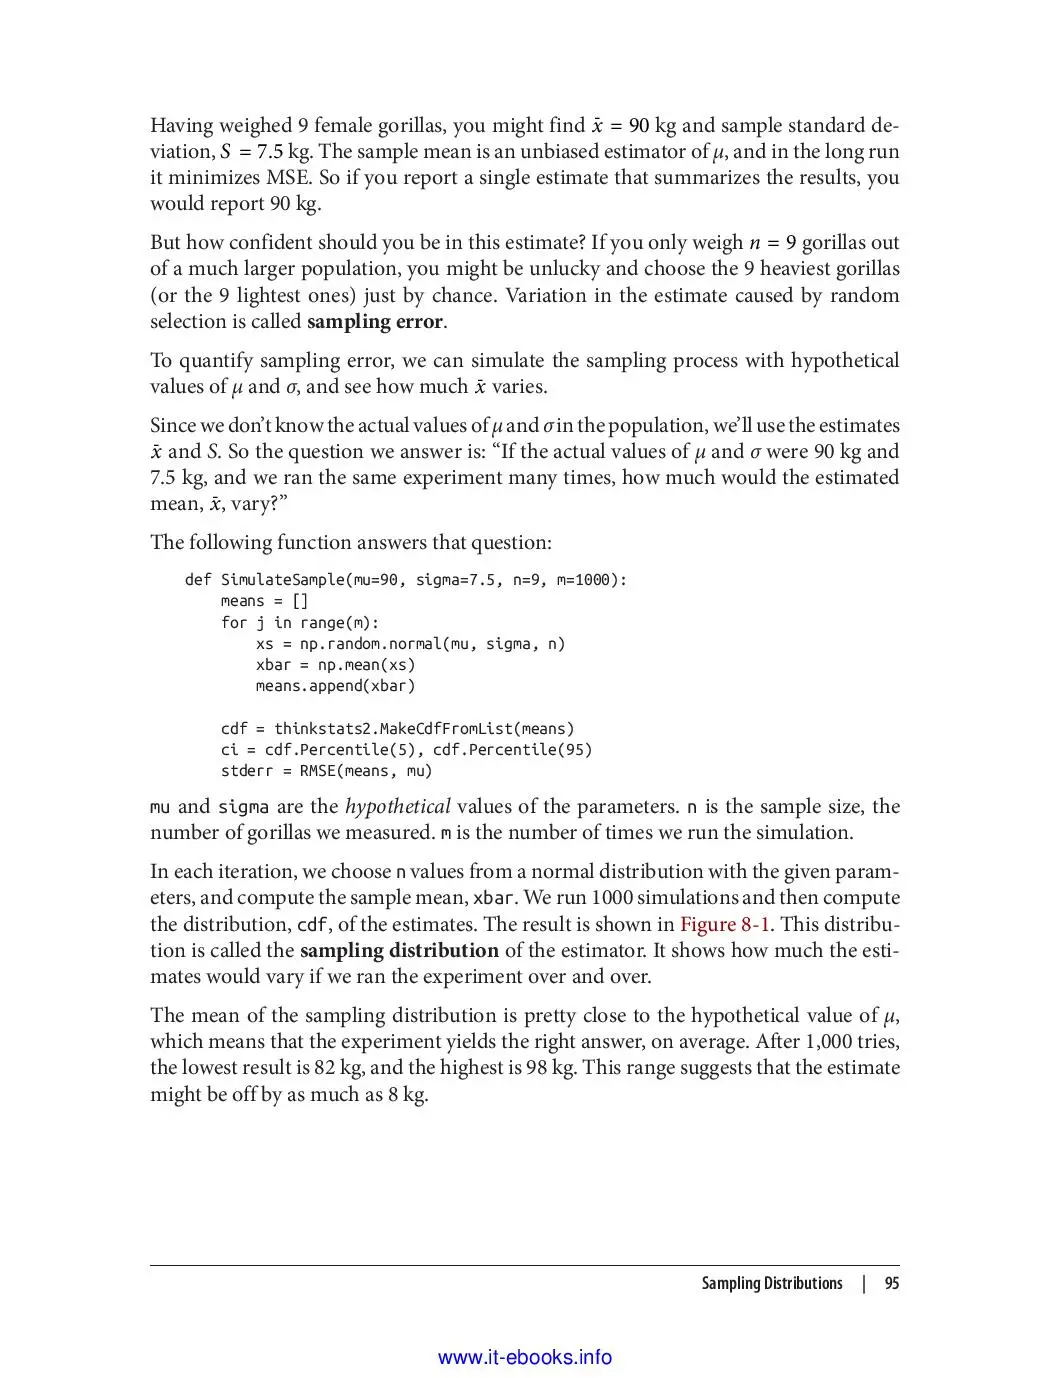 Having weighed 9 female gorillas, you might find x̄ = 90 kg and sample standard de-
viation, S = 7.5 kg. The sample mean is an unbiased estimator of μ, and in the long run
it minimizes MSE. So if you report a single estimate that summarizes the results, you
would report 90 kg.
But how confident should you be in this estimate? If you only weigh n = 9 gorillas out
of a much larger population, you might be unlucky and choose the 9 heaviest gorillas
(or the 9 lightest ones) just by chance. Variation in the estimate caused by random
selection is called sampling error.
To quantify sampling error, we can simulate the sampling process with hypothetical
values of μ and σ, and see how much x̄ varies.
Since we don’t know the actual values of μ and σ in the population, we’ll use the estimates
x̄ and S. So the question we answer is: “If the actual values of μ and σ were 90 kg and
7.5 kg, and we ran the same experiment many times, how much would the estimated
mean, x̄, vary?”
The following function answers that question:
def SimulateSample(mu=90, sigma=7.5, n=9, m=1000):
    means = []
    for j in range(m):
        xs = np.random.normal(mu, sigma, n)
        xbar = np.mean(xs)
        means.append(xbar)
    cdf = thinkstats2.MakeCdfFromList(means)
    ci = cdf.Percentile(5), cdf.Percentile(95)
    stderr = RMSE(means, mu)
mu and sigma are the hypothetical values of the parameters. n is the sample size, the
number of gorillas we measured. m is the number of times we run the simulation.
In each iteration, we choose n values from a normal distribution with the given param-
eters, and compute the sample mean, xbar. We run 1000 simulations and then compute
the distribution, cdf, of the estimates. The result is shown in Figure 8-1. This distribu-
tion is called the sampling distribution of the estimator. It shows how much the esti-
mates would vary if we ran the experiment over and over.
The mean of the sampling distribution is pretty close to the hypothetical value of μ,
which means that the experiment yields the right answer, on average. After 1,000 tries,
the lowest result is 82 kg, and the highest is 98 kg. This range suggests that the estimate
might be off by as much as 8 kg.
Sampling Distributions | 95
www.it-ebooks.info